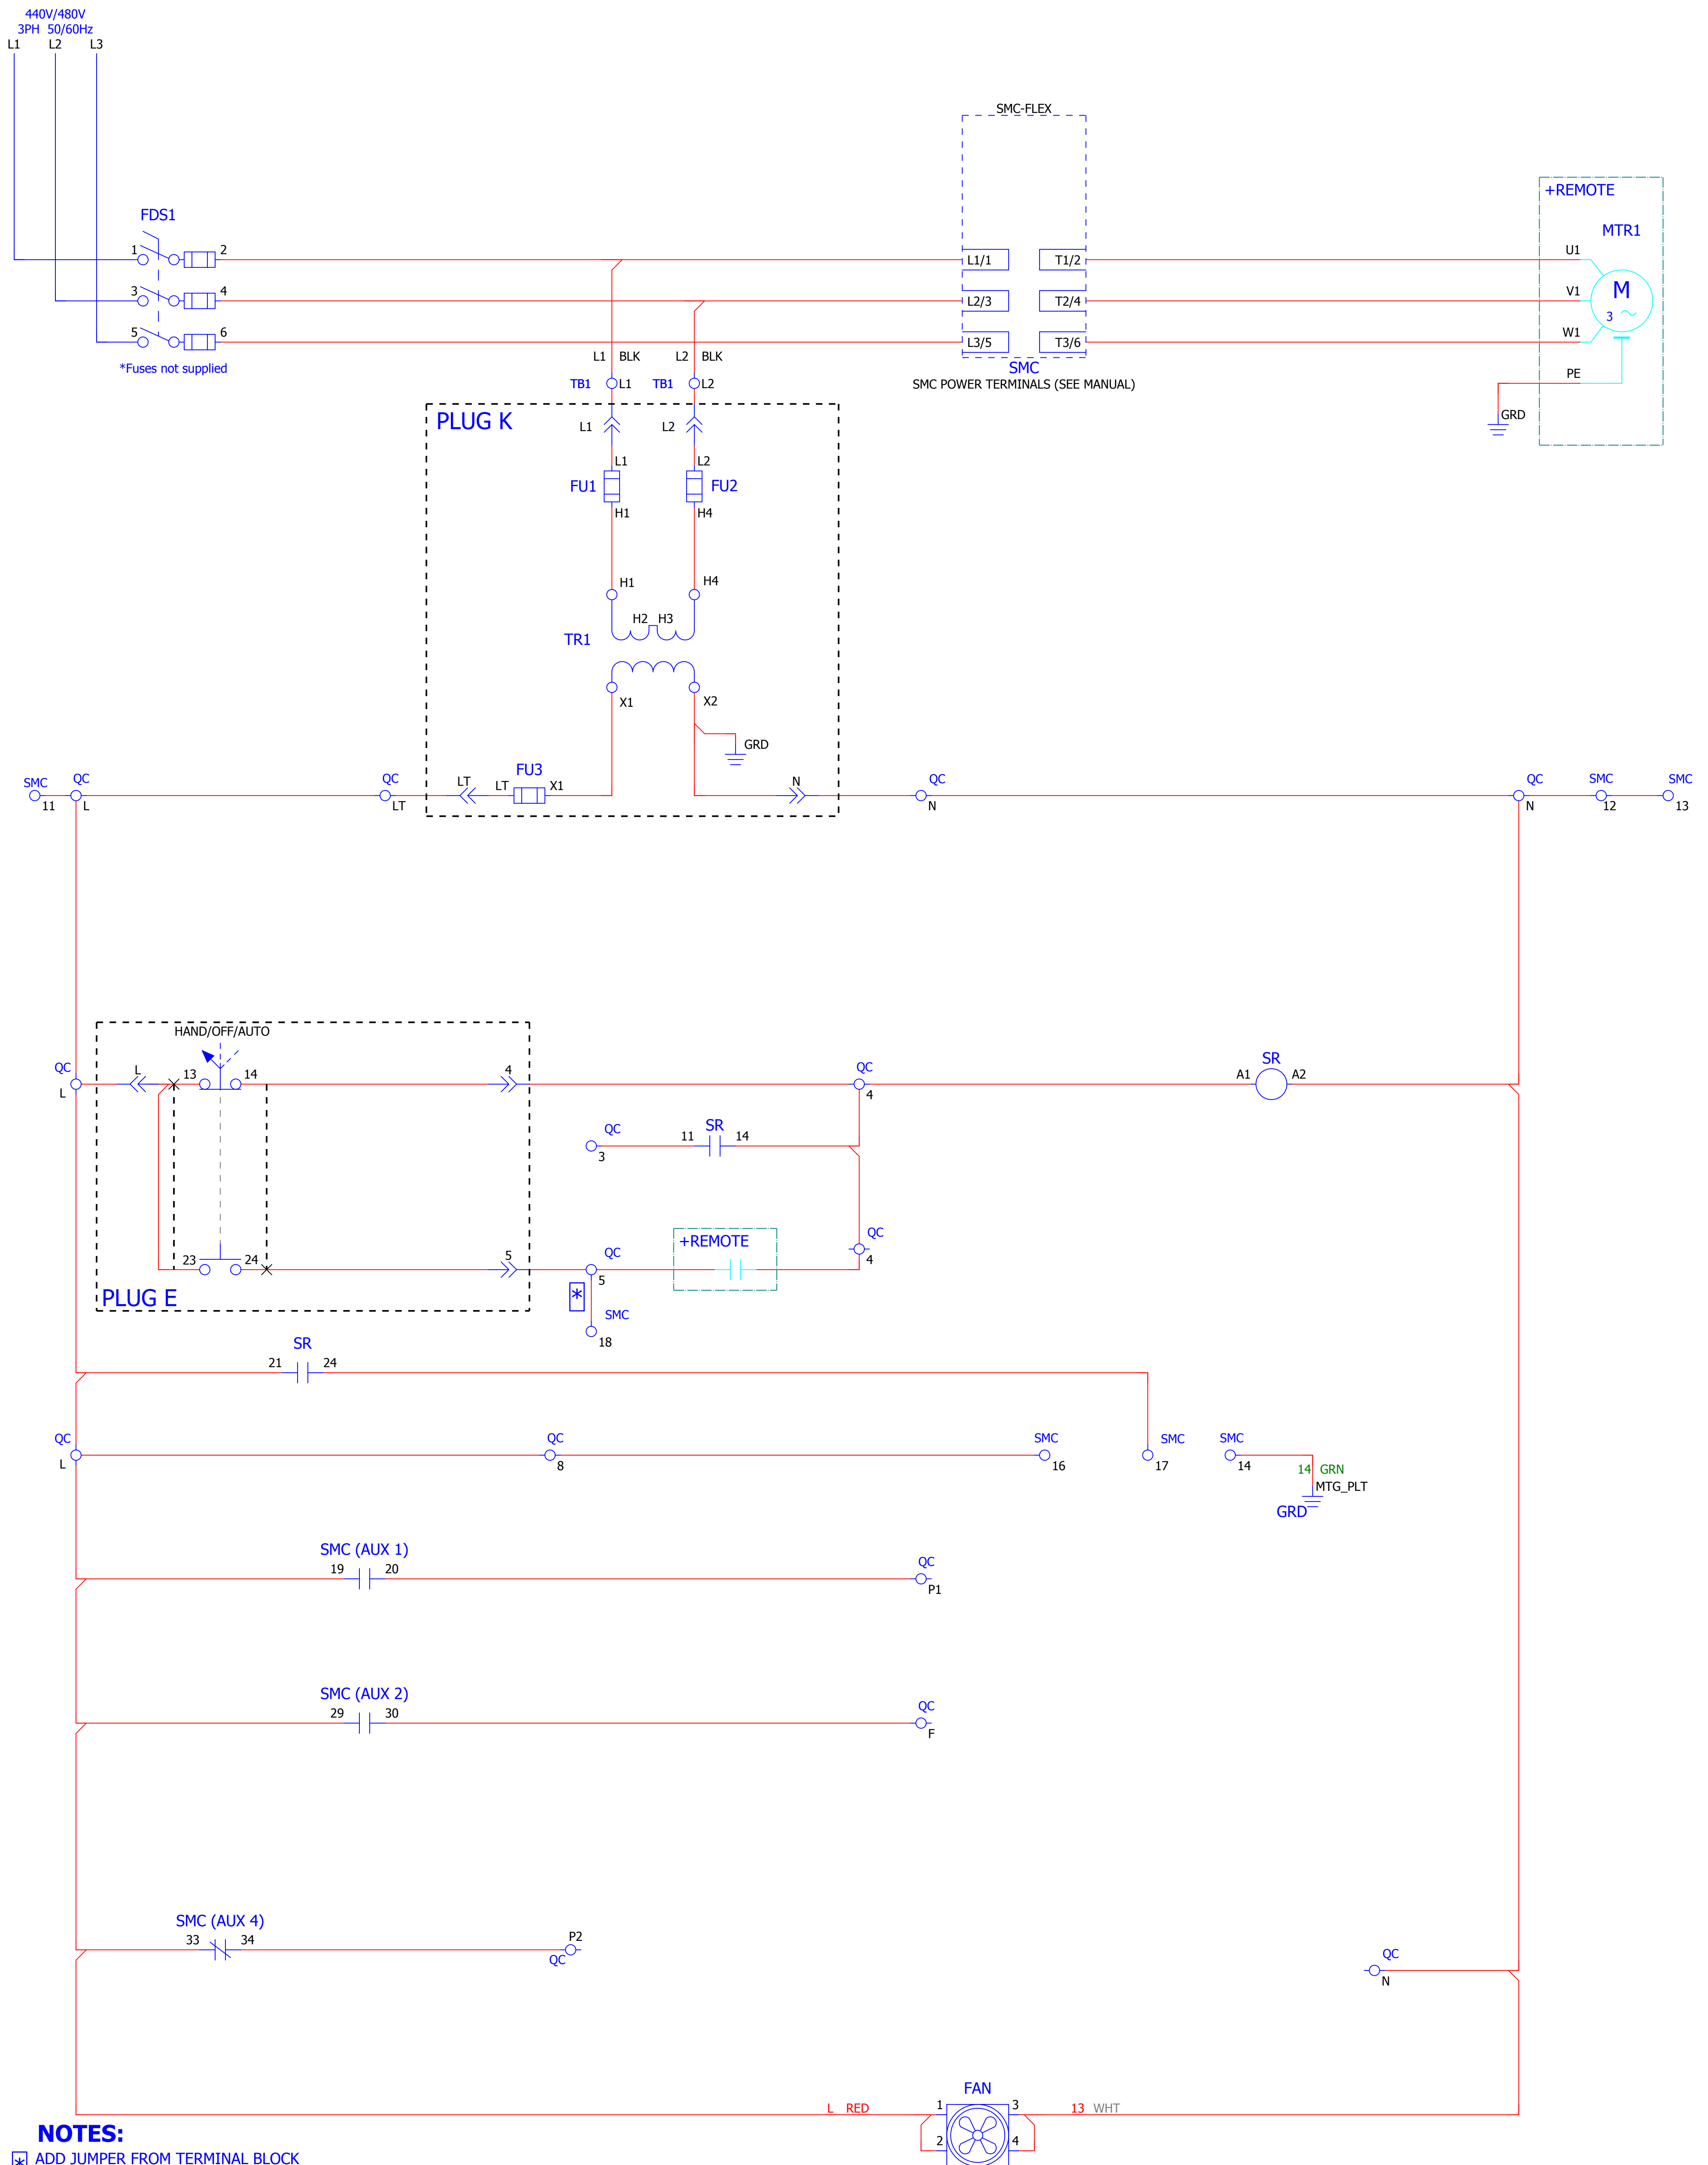 440V/480V
3PH 50/60Hz
L1 L2 L3
SMC-FLEX
+REMOTE
FDS1
MTR1
1 2 L1/1 T1/2 U1
3 4 L2/3 T2/4 V1 M
3
5 6 L3/5 T3/6 W1
*Fuses not supplied
L1 BLK L2 BLK
SMC
SMC POWER TERMINALS (SEE MANUAL)
PE
TB1 L1 TB1 L2
GRD
PLUG K
L1 L2
L1 L2
FU1 FU2
H1 H4
H1 H4
H2 H3
TR1
X1 X2
GRD
FU3
SMC QC QC LT LT X1 N QC QC SMC SMC
11 L LT N N 12 13
HAND/OFF/AUTO
QC L 13 14 4 QC SR
L 4 A1 A2
QC SR
3 11 14
QC
4
+REMOTE
23 24 5 QC
5
PLUG E
*
SMC
18
SR
21 24
QC QC SMC SMC SMC
L 8 16 17 14
14 GRN
MTG_PLT
GRD
SMC (AUX 1)
19 20 QC
P1
SMC (AUX 2)
29 30 QC
F
SMC (AUX 4)
33 34 P2
QC
QC
N
FAN
L RED 1 3 13 WHT
2 4
NOTES:
* ADD JUMPER FROM TERMINAL BLOCK